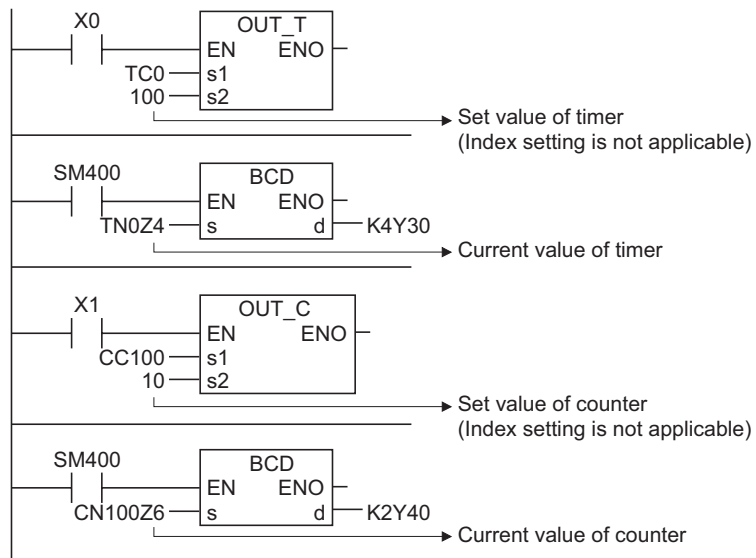 X0
OUT_T
EN ENO
TC0 s1
100 s2
Set value of timer
(Index setting is not applicable)
SM400
BCD
EN ENO
TN0Z4 s d K4Y30
Current value of timer
X1
OUT_C
EN ENO
CC100 s1
10 s2
Set value of counter
(Index setting is not applicable)
SM400
BCD
EN ENO
CN100Z6 s d K2Y40
Current value of counter